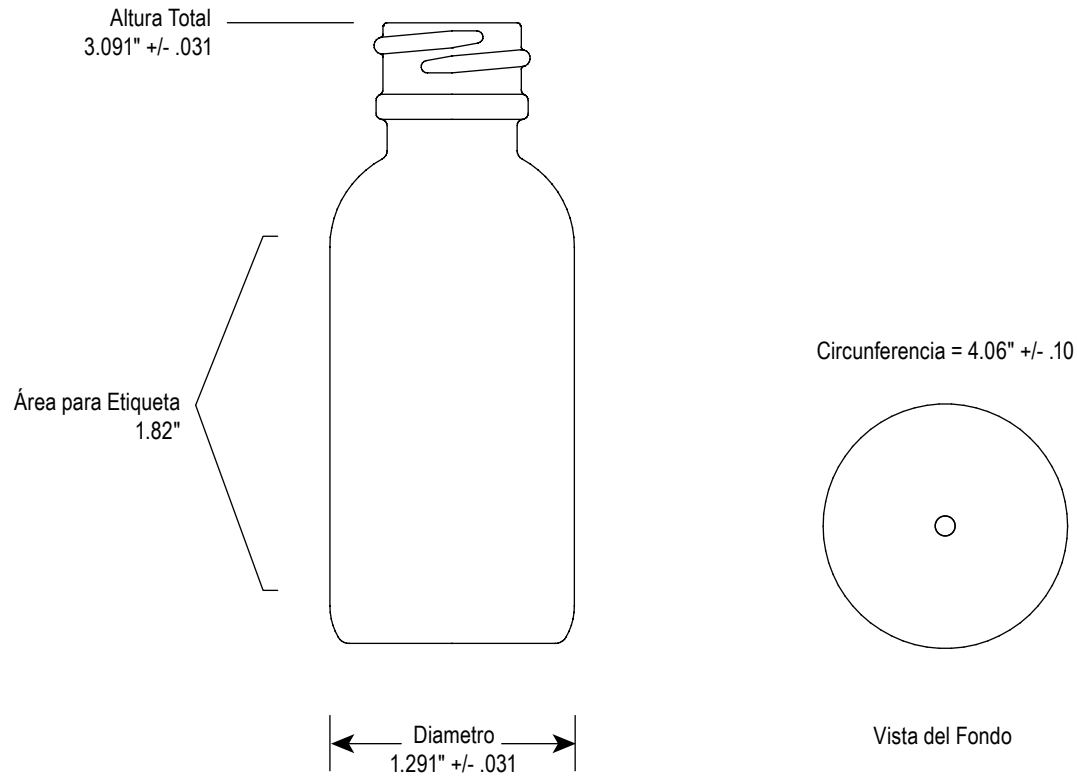 Altura Total
3.091" +/- .031
Área para Etiqueta
1.82"
Circunferencia = 4.06" +/- .10
Diametro
1.291" +/- .031
Vista del Fondo